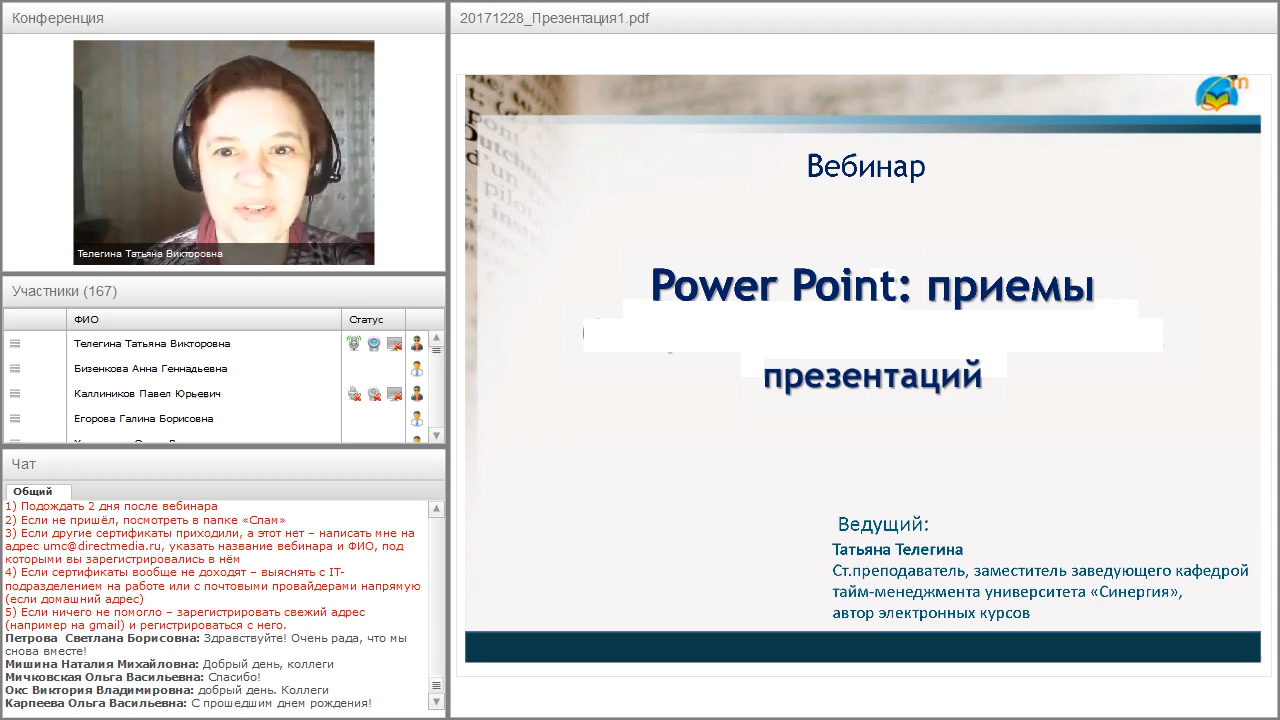 Конференция
Телегина Татьяна Викторовна
Участники (167)
ФИО
Статус
Телегина Татьяна Викторовна
Бизенкова Анна Геннадьевна
Каллиников Павел Юрьевич
Егорова Галина Борисовна
Чат
Общий
1) Подождать 2 дня после вебинара
2) Если не пришёл, посмотреть в папке «Спам»
3) Если другие сертификаты приходили, а этот нет – написать мне на
адрес umc@directmedia.ru, указать название вебинара и ФИО, под
которыми вы зарегистрировались в нём
4) Если сертификаты вообще не доходят – выяснять с IT-
подразделением на работе или с почтовыми провайдерами напрямую
(если домашний адрес)
5) Если ничего не помогло – зарегистрировать свежий адрес
(например на gmail) и регистрироваться с него.
Петрова Светлана Борисовна: Здравствуйте! Очень рада, что мы
снова вместе!
Мишина Наталия Михайловна: Добрый день, коллеги
Мичковская Ольга Васильевна: Спасибо!
Окс Виктория Владимировна: добрый день. Коллеги
Карпеева Ольга Васильевна: С прошедшим днем рождения!
20171228_Презентация1.pdf
Вебинар
Power Point: приемы
презентаций
Ведущий:
Татьяна Телегина
Ст.преподаватель, заместитель заведующего кафедрой
тайм-менеджмента университета «Синергия»,
автор электронных курсов